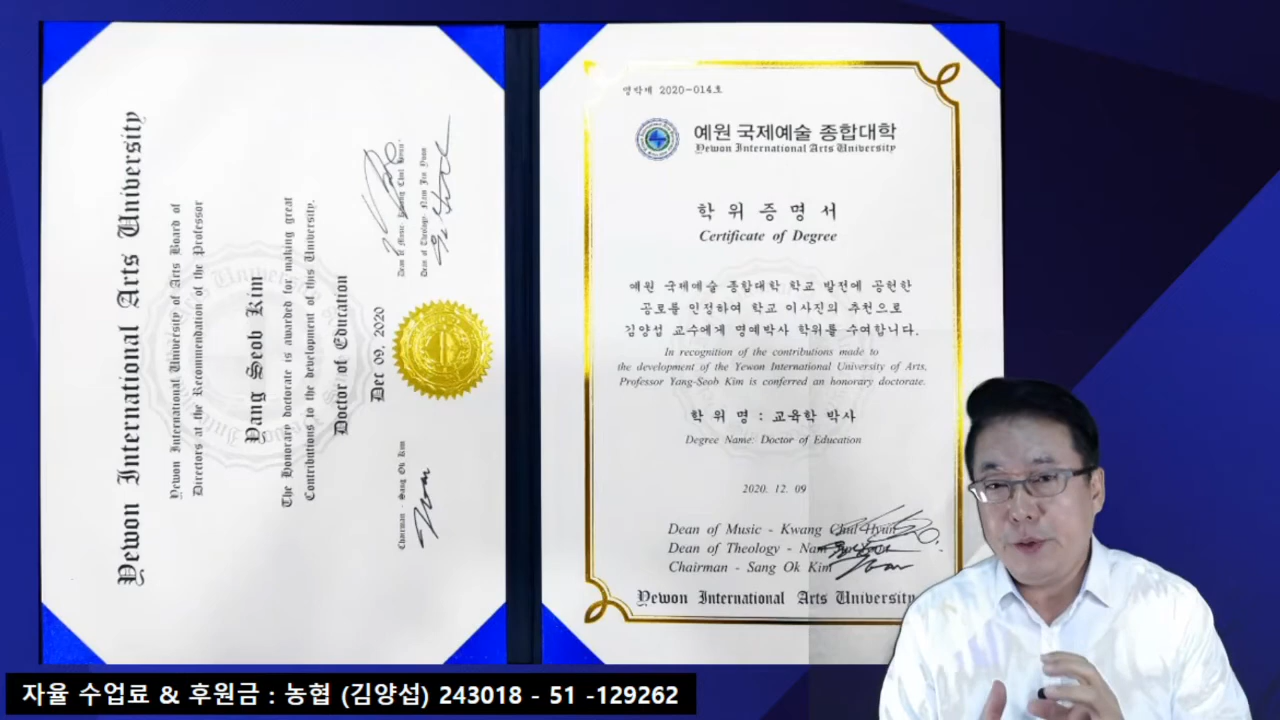 Yewon International Arts University
Yewon International University of Arts Board of
Directors at the Recommendation of the Professor
Yang Seob Kim
The Honorary doctorate is awarded for making great
Contributions to the development of this University.
Doctor of Education
Dec 09, 2020
Chairman - Sang Ok Kim
Dean of Music
Dean of Theology
명박제 2020-014호
예원 국제예술 종합대학
Yewon International Arts University
학 위 증 명 서
Certificate of Degree
예원 국제예술 종합대학 학교 발전에 공헌한
공로를 인정하여 학교 이사진의 추천으로
김양섭 교수에게 명예박사 학위를 수여합니다.
In recognition of the contributions made to
the development of the Yewon International University of Arts,
Professor Yang-Seob Kim is conferred an honorary doctorate.
학 위 명 : 교육학 박사
Degree Name: Doctor of Education
2020. 12. 09
Dean of Music - Kwang Chul Hyun
Dean of Theology - Nam
Chairman - Sang Ok Kim
Yewon International Arts University
자율 수업료 & 후원금 : 농협 (김양섭) 243018 - 51 -129262